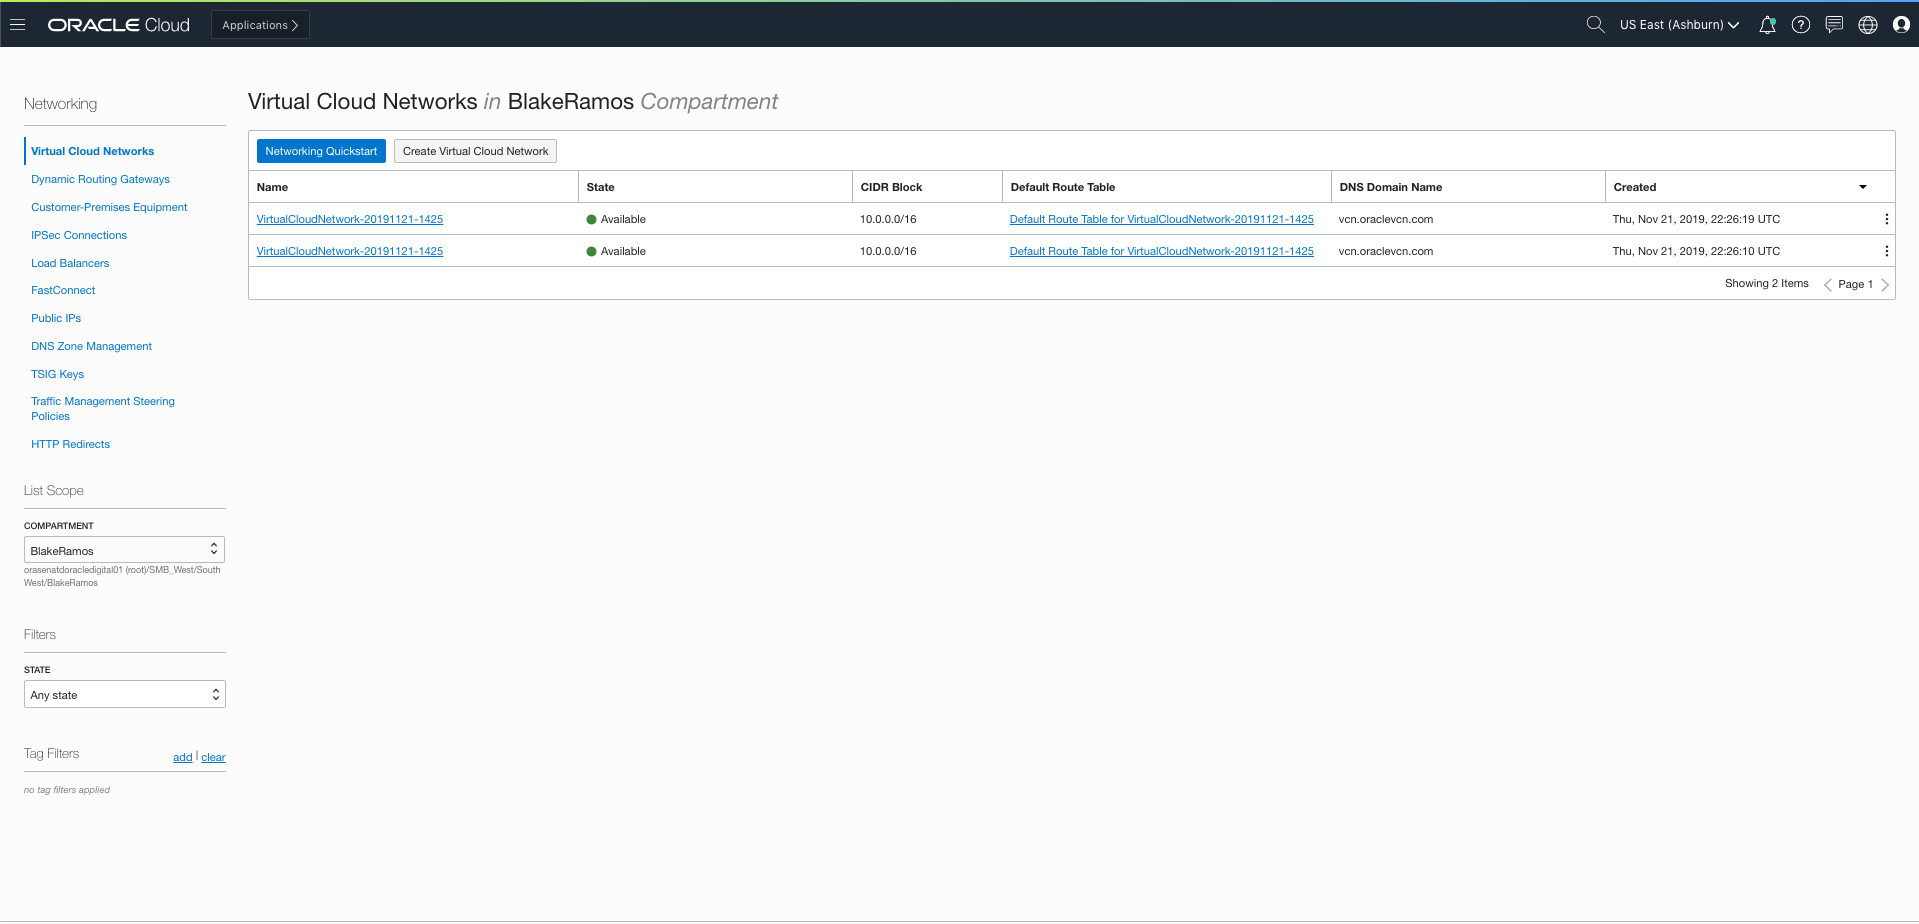 ORACLE Cloud
Applications
US East (Ashburn)
Networking
Virtual Cloud Networks
Dynamic Routing Gateways
Customer-Premises Equipment
IPSec Connections
Load Balancers
FastConnect
Public IPs
DNS Zone Management
TSIG Keys
Traffic Management Steering
Policies
HTTP Redirects
List Scope
COMPARTMENT
BlakeRamos
orasenatdoracledigital01 (root)/SMB_West/South
West/BlakeRamos
Filters
STATE
Any state
Tag Filters add | clear
no tag filters applied
Virtual Cloud Networks in BlakeRamos Compartment
Networking Quickstart Create Virtual Cloud Network
Name State CIDR Block Default Route Table DNS Domain Name Created
VirtualCloudNetwork-20191121-1425 Available 10.0.0.0/16 Default Route Table for VirtualCloudNetwork-20191121-1425 vcn.oraclevcn.com Thu, Nov 21, 2019, 22:26:19 UTC
VirtualCloudNetwork-20191121-1425 Available 10.0.0.0/16 Default Route Table for VirtualCloudNetwork-20191121-1425 vcn.oraclevcn.com Thu, Nov 21, 2019, 22:26:10 UTC
Showing 2 Items Page 1